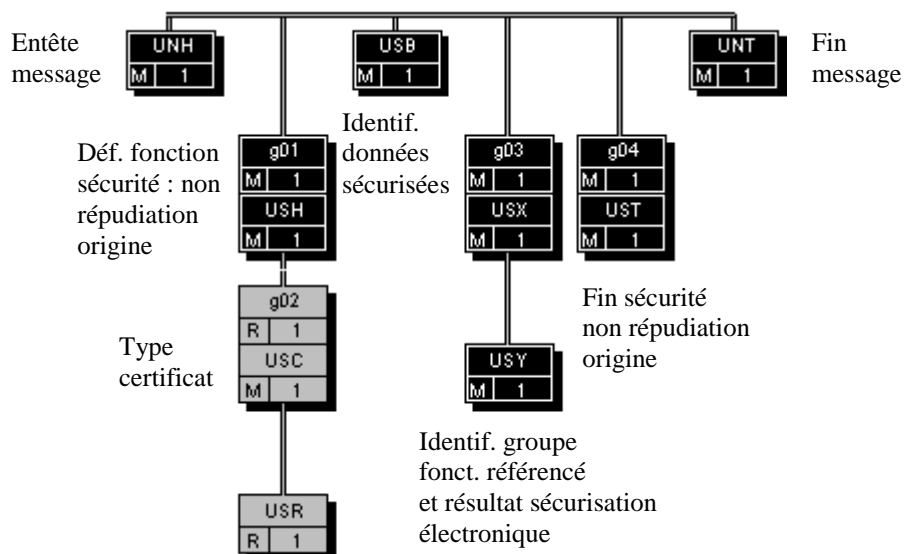 Entête
message
UNH
M 1
USB
M 1
UNT
M 1
Fin
message
Déf. fonction
sécurité : non
répudiation
origine
g01
M 1
USH
M 1
Identif.
données
sécurisées
g03
M 1
USX
M 1
g04
M 1
UST
M 1
Type
certificat
g02
R 1
USC
M 1
USY
M 1
Fin sécurité
non répudiation
origine
Identif. groupe
fonct. référencé
et résultat sécurisation
électronique
USR
R 1